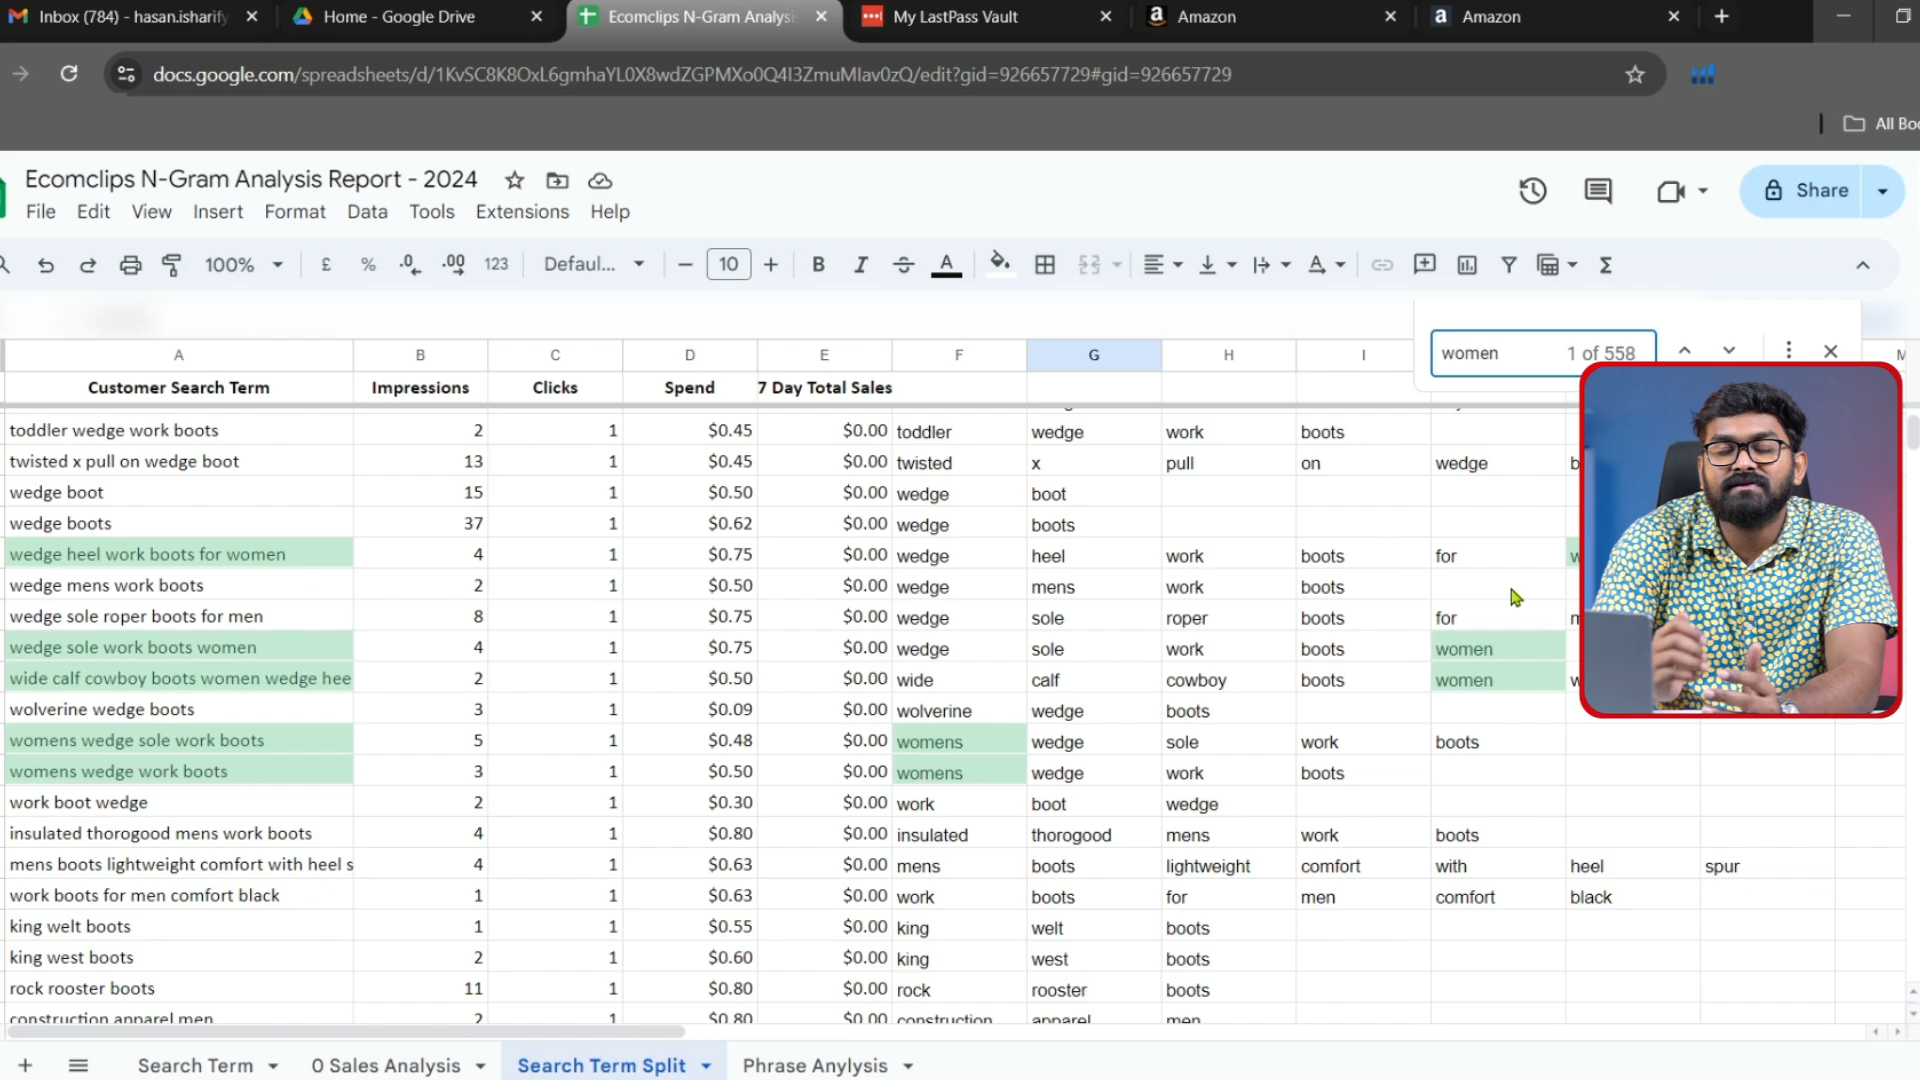 Inbox (784) - hasan.isharify
Home - Google Drive
Ecomclips N-Gram Analysis
My LastPass Vault
Amazon
Amazon
docs.google.com/spreadsheets/d/1KvSC8K8OxL6gmhaYL0X8wdZGPMXo0Q4I3ZmuMIav0zQ/edit?gid=926657729#gid=926657729
All Boo
Ecomclips N-Gram Analysis Report - 2024
File Edit View Insert Format Data Tools Extensions Help
Share
100% £ % .0 .00 123 Defaul... 10
women 1 of 558
A B C D E F G H I M
Customer Search Term Impressions Clicks Spend 7 Day Total Sales
toddler wedge work boots 2 1 $0.45 $0.00 toddler wedge work boots
twisted x pull on wedge boot 13 1 $0.45 $0.00 twisted x pull on wedge b
wedge boot 15 1 $0.50 $0.00 wedge boot
wedge boots 37 1 $0.62 $0.00 wedge boots
wedge heel work boots for women 4 1 $0.75 $0.00 wedge heel work boots for w
wedge mens work boots 2 1 $0.50 $0.00 wedge mens work boots
wedge sole roper boots for men 8 1 $0.75 $0.00 wedge sole roper boots for m
wedge sole work boots women 4 1 $0.75 $0.00 wedge sole work boots women
wide calf cowboy boots women wedge hee 2 1 $0.50 $0.00 wide calf cowboy boots women w
wolverine wedge boots 3 1 $0.09 $0.00 wolverine wedge boots
womens wedge sole work boots 5 1 $0.48 $0.00 womens wedge sole work boots
womens wedge work boots 3 1 $0.50 $0.00 womens wedge work boots
work boot wedge 2 1 $0.30 $0.00 work boot wedge
insulated thorogood mens work boots 4 1 $0.80 $0.00 insulated thorogood mens work boots
mens boots lightweight comfort with heel s 4 1 $0.63 $0.00 mens boots lightweight comfort with heel spur
work boots for men comfort black 1 1 $0.63 $0.00 work boots for men comfort black
king welt boots 1 1 $0.55 $0.00 king welt boots
king west boots 2 1 $0.60 $0.00 king west boots
rock rooster boots 11 1 $0.80 $0.00 rock rooster boots
construction apparel men 2 1 $0.80 $0.00 construction apparel men
Search Term 0 Sales Analysis Search Term Split Phrase Anylysis